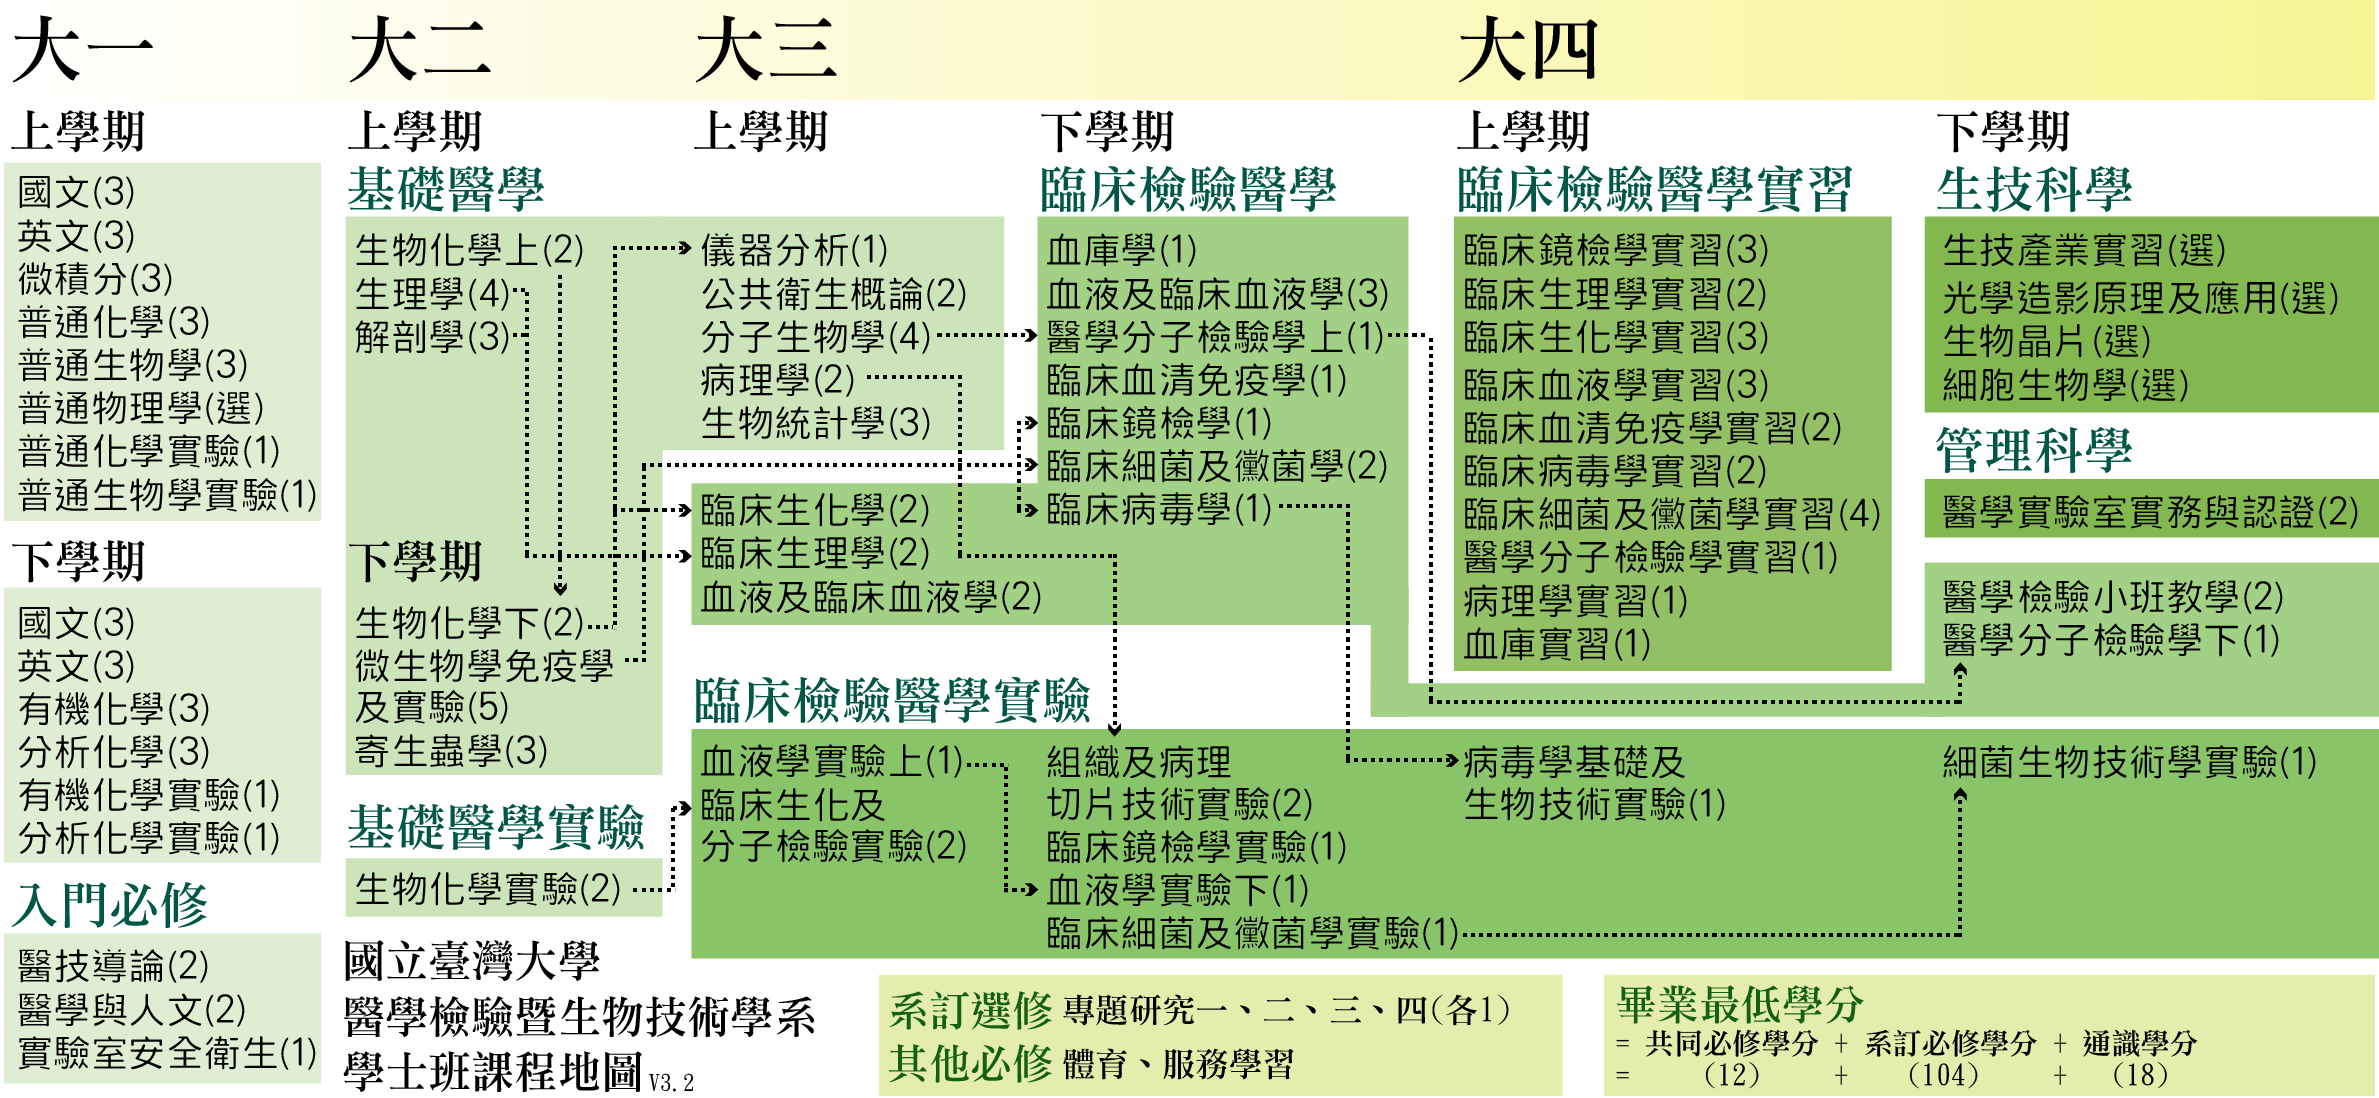 大一
上學期
國文(3)
英文(3)
微積分(3)
普通化學(3)
普通生物學(3)
普通物理學(選)
普通化學實驗(1)
普通生物學實驗(1)
下學期
國文(3)
英文(3)
有機化學(3)
分析化學(3)
有機化學實驗(1)
分析化學實驗(1)
入門必修
醫技導論(2)
醫學與人文(2)
實驗室安全衛生(1)
大二
上學期
基礎醫學
生物化學上(2)
生理學(4)
解剖學(3)
下學期
生物化學下(2)
微生物學免疫學
及實驗(5)
寄生蟲學(3)
基礎醫學實驗
生物化學實驗(2)
大三
上學期
儀器分析(1)
公共衛生概論(2)
分子生物學(4)
病理學(2)
生物統計學(3)
臨床生化學(2)
臨床生理學(2)
血液及臨床血液學(2)
臨床檢驗醫學實驗
血液學實驗上(1)
臨床生化及
分子檢驗實驗(2)
下學期
臨床檢驗醫學
血庫學(1)
血液及臨床血液學(3)
醫學分子檢驗學上(1)
臨床血清免疫學(1)
臨床鏡檢學(1)
臨床細菌及黴菌學(2)
臨床病毒學(1)
組織及病理
切片技術實驗(2)
臨床鏡檢學實驗(1)
血液學實驗下(1)
臨床細菌及黴菌學實驗(1)
大四
上學期
臨床檢驗醫學實習
臨床鏡檢學實習(3)
臨床生理學實習(2)
臨床生化學實習(3)
臨床血液學實習(3)
臨床血清免疫學實習(2)
臨床病毒學實習(2)
臨床細菌及黴菌學實習(4)
醫學分子檢驗學實習(1)
病理學實習(1)
血庫實習(1)
病毒學基礎及
生物技術實驗(1)
下學期
生技科學
生技產業實習(選)
光學造影原理及應用(選)
生物晶片(選)
細胞生物學(選)
管理科學
醫學實驗室實務與認證(2)
醫學檢驗小班教學(2)
醫學分子檢驗學下(1)
細菌生物技術學實驗(1)
國立臺灣大學
醫學檢驗暨生物技術學系
學士班課程地圖 V3.2
系訂選修 專題研究一、二、三、四(各1)
其他必修 體育、服務學習
畢業最低學分
= 共同必修學分 + 系訂必修學分 + 通識學分
= (12) + (104) + (18)